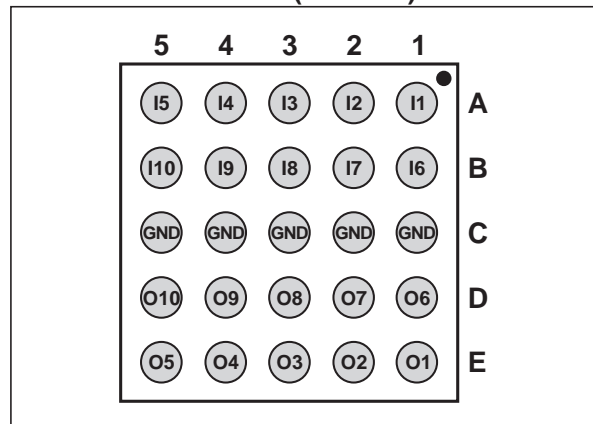 5 4 3 2 1
I5 I4 I3 I2 I1 A
I10 I9 I8 I7 I6 B
GND GND GND GND GND C
O10 O9 O8 O7 O6 D
O5 O4 O3 O2 O1 E